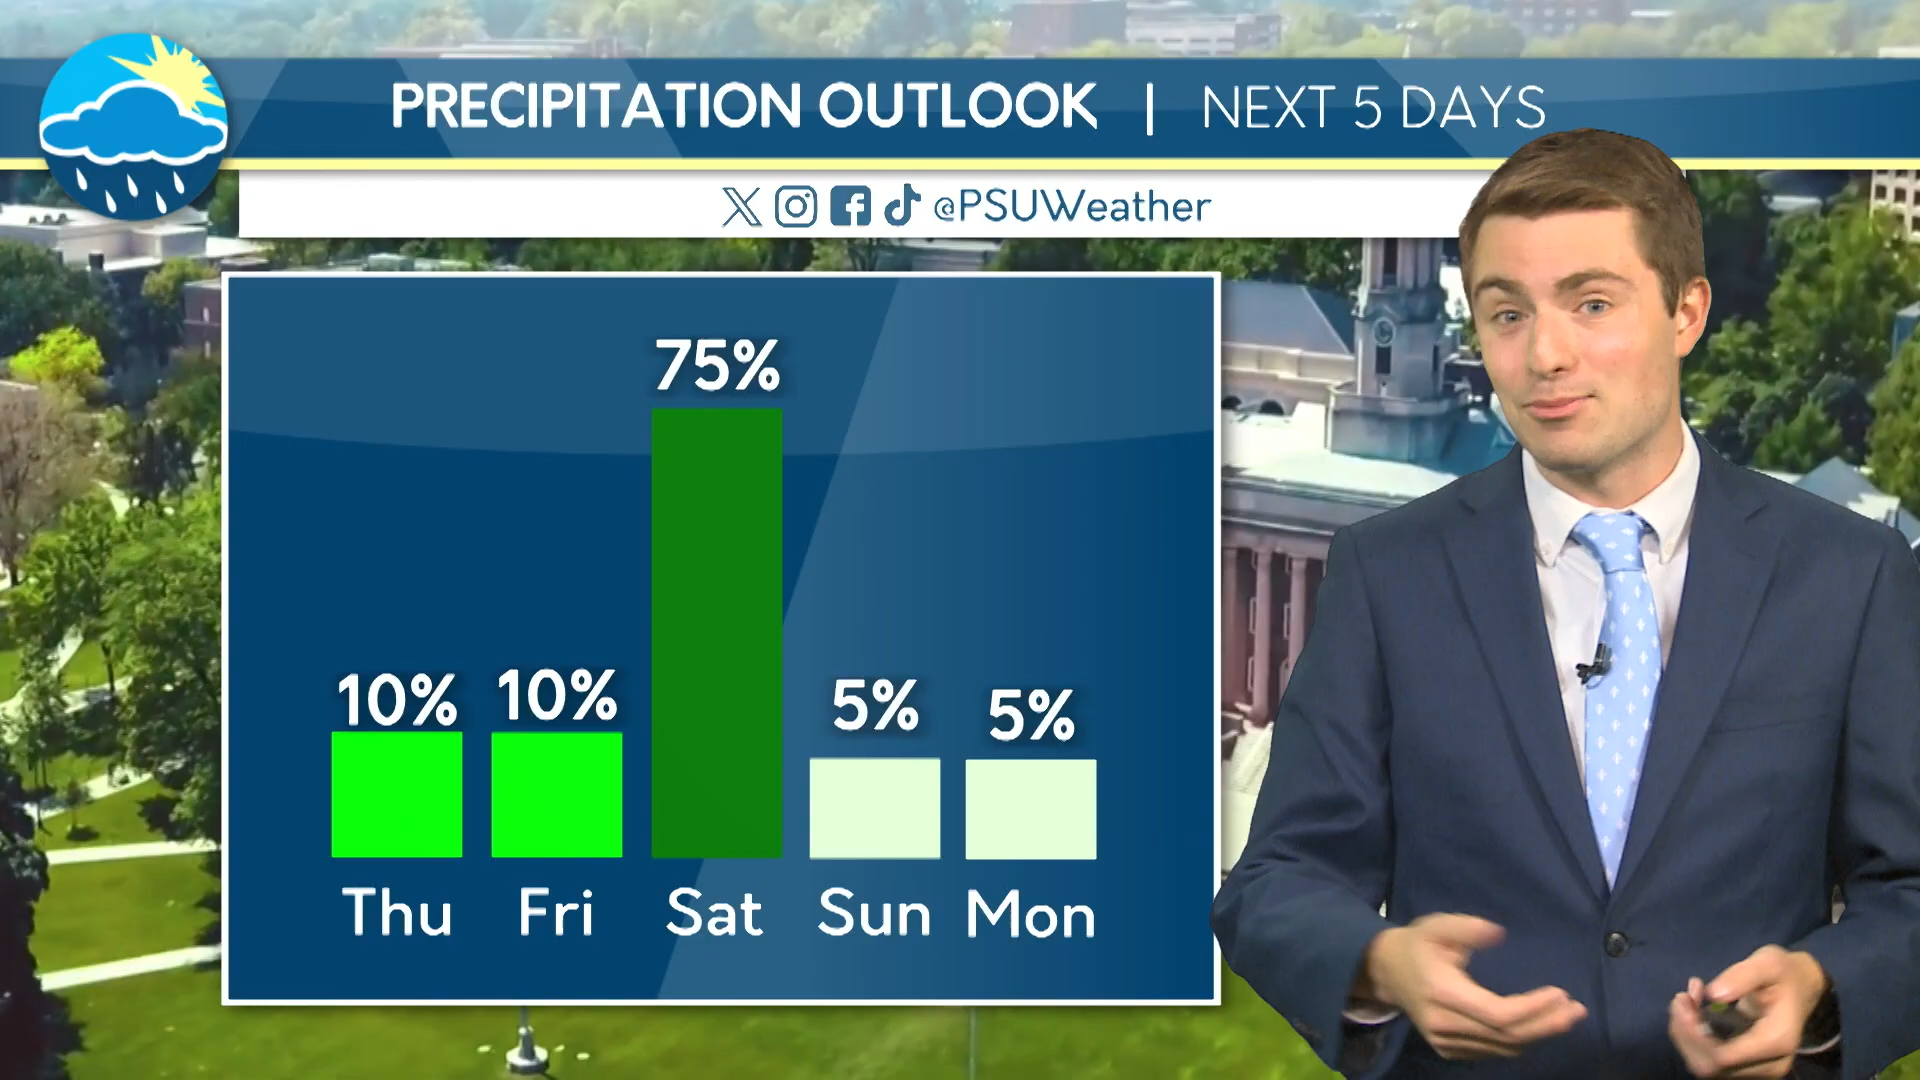 PRECIPITATION OUTLOOK | NEXT 5 DAYS
@PSUWeather
75%
10% 10% 5% 5%
Thu Fri Sat Sun Mon